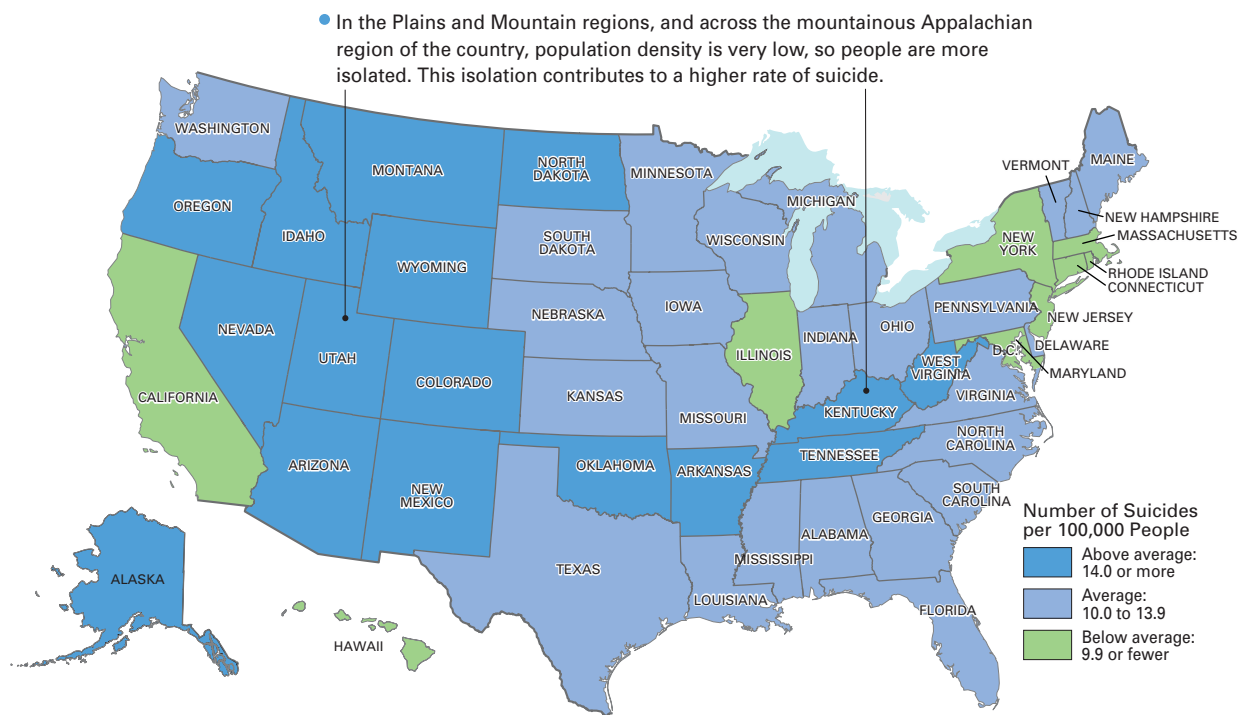 In the Plains and Mountain regions, and across the mountainous Appalachian
region of the country, population density is very low, so people are more
isolated. This isolation contributes to a higher rate of suicide.
WASHINGTON
MONTANA
NORTH
DAKOTA
MINNESOTA
VERMONT
MAINE
OREGON
IDAHO
MICHIGAN
NEW HAMPSHIRE
MASSACHUSETTS
SOUTH
DAKOTA
WISCONSIN
NEW
YORK
WYOMING
RHODE ISLAND
CONNECTICUT
NEVADA
NEBRASKA
IOWA
PENNSYLVANIA
NEW JERSEY
UTAH
ILLINOIS
INDIANA
OHIO
D.C.
DELAWARE
MARYLAND
COLORADO
WEST
VIRGINIA
CALIFORNIA
KANSAS
MISSOURI
KENTUCKY
VIRGINIA
ARIZONA
NEW
MEXICO
OKLAHOMA
ARKANSAS
TENNESSEE
NORTH
CAROLINA
SOUTH
CAROLINA
TEXAS
MISSISSIPPI
ALABAMA
GEORGIA
LOUISIANA
FLORIDA
ALASKA
HAWAII
Number of Suicides
per 100,000 People
Above average:
14.0 or more
Average:
10.0 to 13.9
Below average:
9.9 or fewer